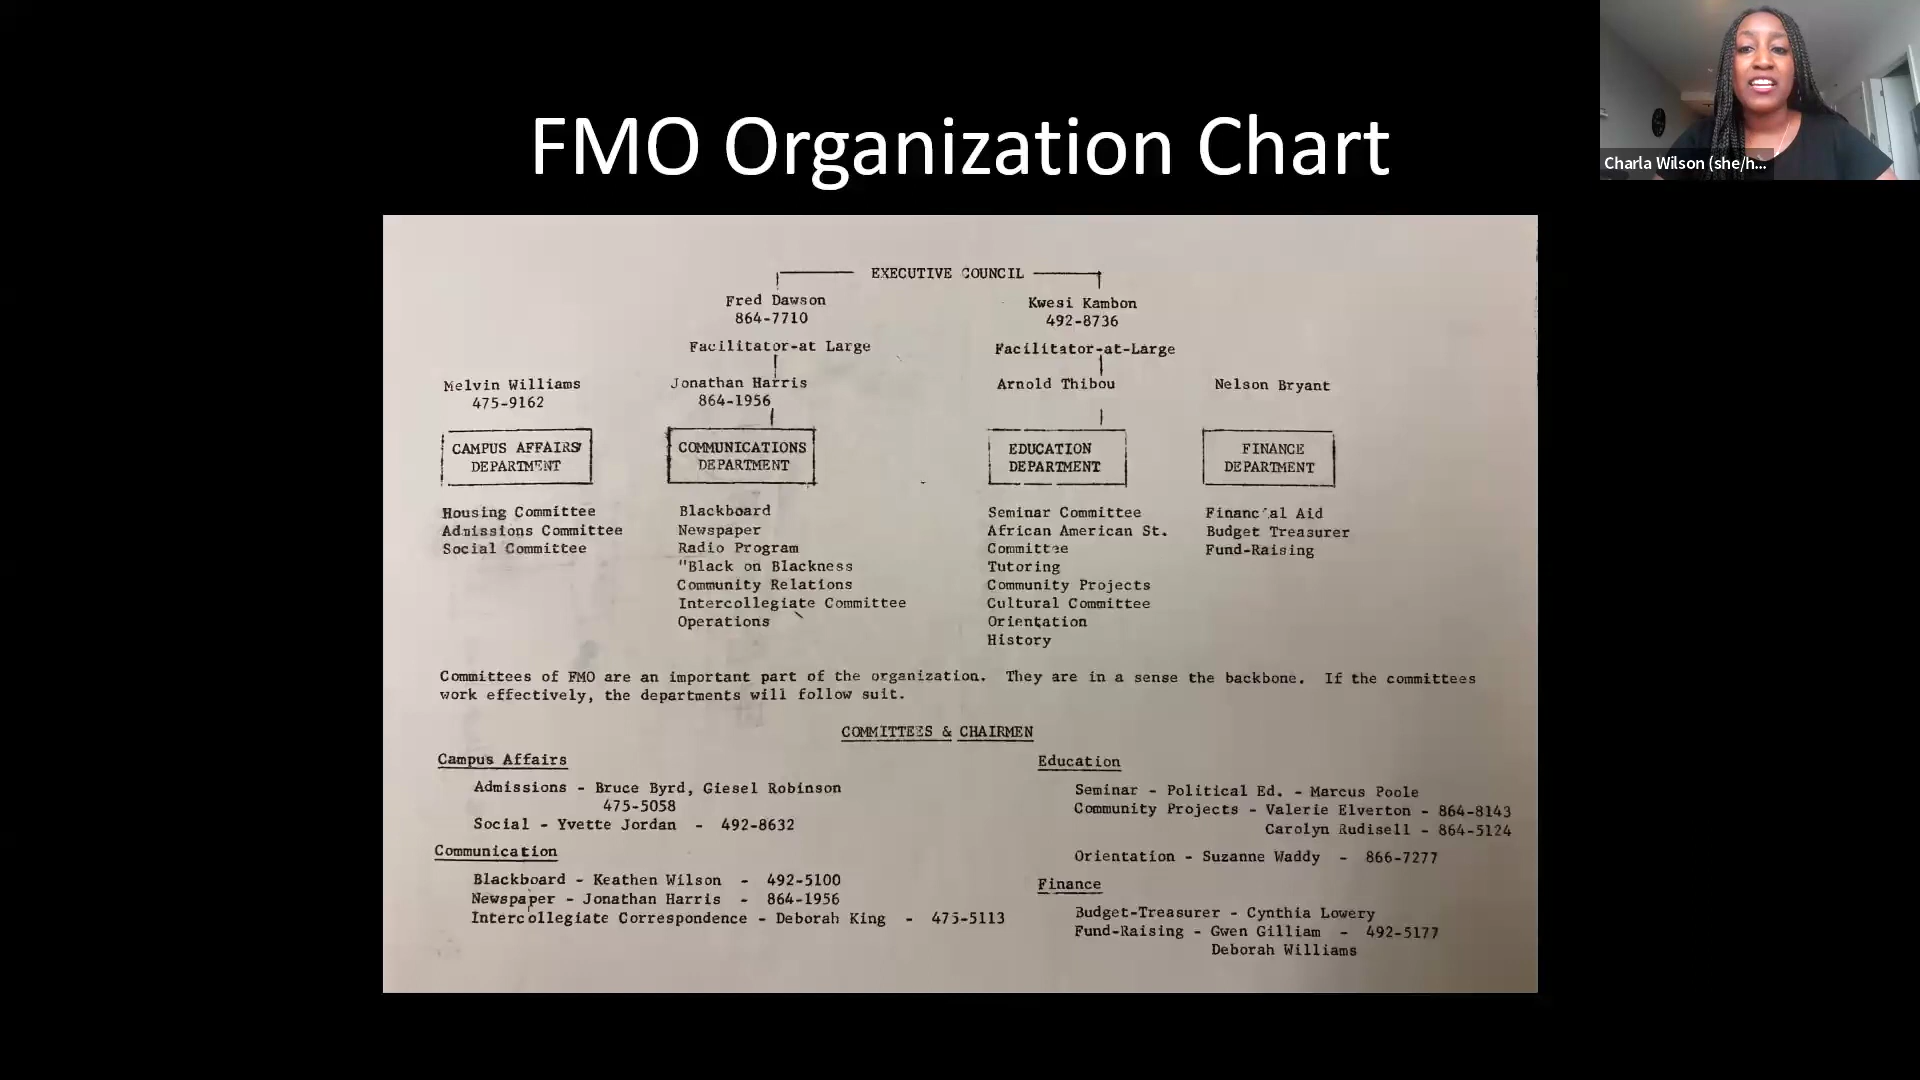 FMO Organization Chart
Charla Wilson (she/h...
EXECUTIVE COUNCIL
Fred Dawson
864-7710
Facilitator-at Large
Kwesi Kambon
492-8736
Facilitator-at-Large
Melvin Williams
475-9162
Jonathan Harris
864-1956
Arnold Thibou
Nelson Bryant
CAMPUS AFFAIRS
DEPARTMENT
COMMUNICATIONS
DEPARTMENT
EDUCATION
DEPARTMENT
FINANCE
DEPARTMENT
Housing Committee
Admissions Committee
Social Committee
Blackboard
Newspaper
Radio Program
"Black on Blackness
Community Relations
Intercollegiate Committee
Operations
Seminar Committee
African American St.
Committee
Tutoring
Community Projects
Cultural Committee
Orientation
History
Financial Aid
Budget Treasurer
Fund-Raising
Committees of FMO are an important part of the organization. They are in a sense the backbone. If the committees
work effectively, the departments will follow suit.
COMMITTEES & CHAIRMEN
Campus Affairs
Admissions - Bruce Byrd, Giesel Robinson
475-5058
Social - Yvette Jordan - 492-8632
Communication
Blackboard - Keathen Wilson - 492-5100
Newspaper - Jonathan Harris - 864-1956
Intercollegiate Correspondence - Deborah King - 475-5113
Education
Seminar - Political Ed. - Marcus Poole
Community Projects - Valerie Elverton - 864-8143
Carolyn Rudisell - 864-5124
Orientation - Suzanne Waddy - 866-7277
Finance
Budget-Treasurer - Cynthia Lowery
Fund-Raising - Gwen Gilliam - 492-5177
Deborah Williams